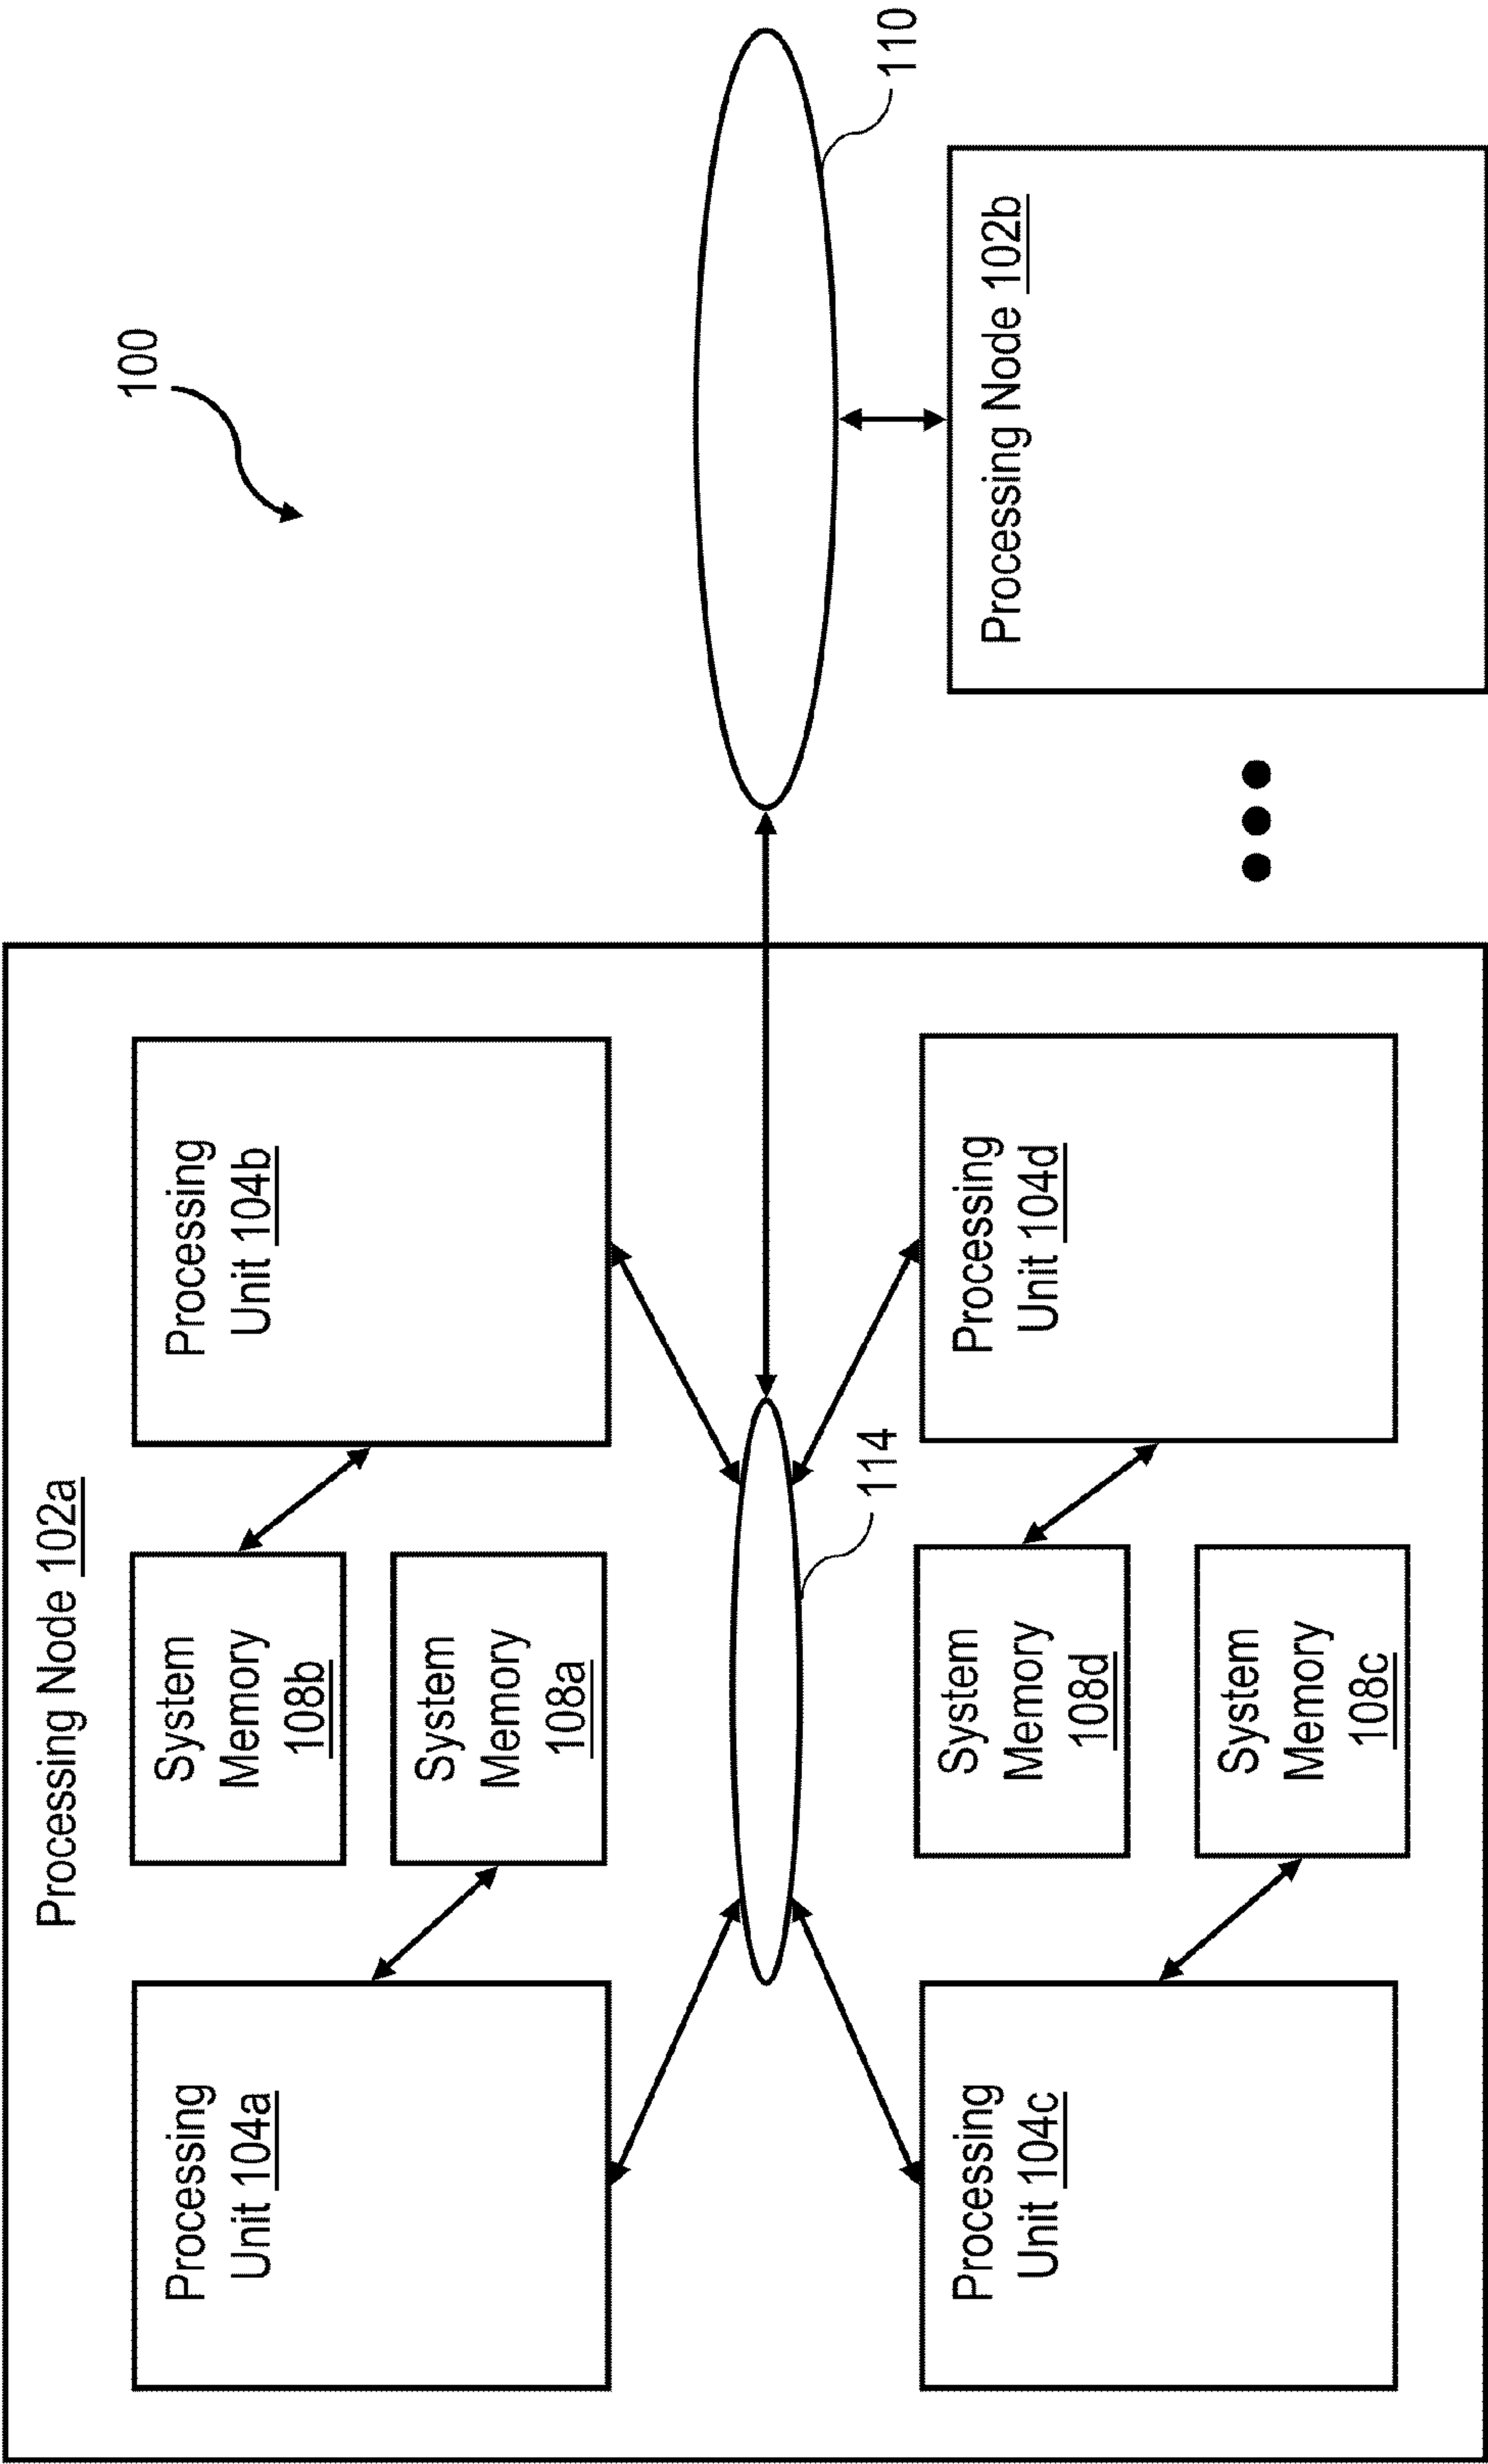 100
Processing Node 102a
Processing
Unit 104a
System
Memory
108b
System
Memory
108a
Processing
Unit 104b
114
110
Processing
Unit 104c
System
Memory
108d
System
Memory
108c
Processing
Unit 104d
Processing Node 102b